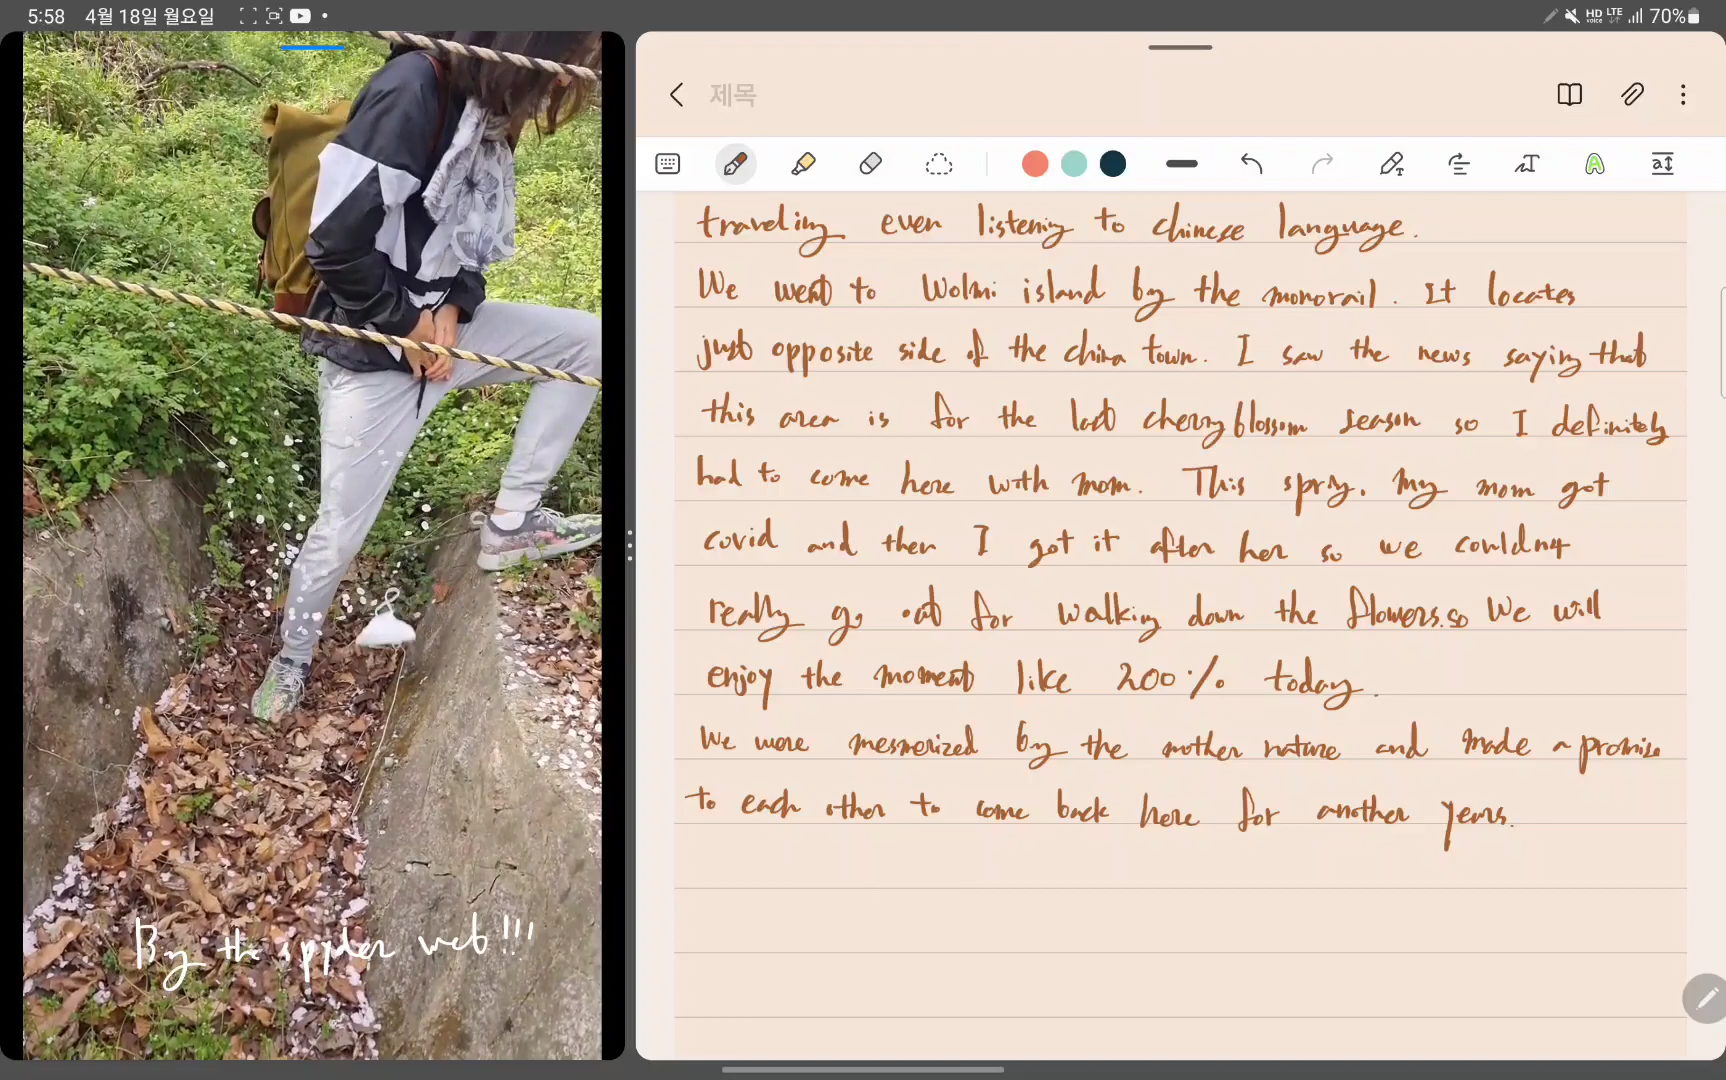 5:58 4월 18일 월요일
HD voice LTE 70%
By the spyder web!!!
제목
traveling even listening to chinese language.
We went to Wolmi island by the monorail. It locates
just opposite side of the china town. I saw the news saying that
this area is for the last cherry blossom season so I definitely
had to come here with mom. This spring, my mom got
covid and then I got it after her so we couldn't
really go out for walking down the flowers. so We will
enjoy the moment like 200% today.
We were mesmerized by the mother nature and made a promise
to each other to come back here for another years.